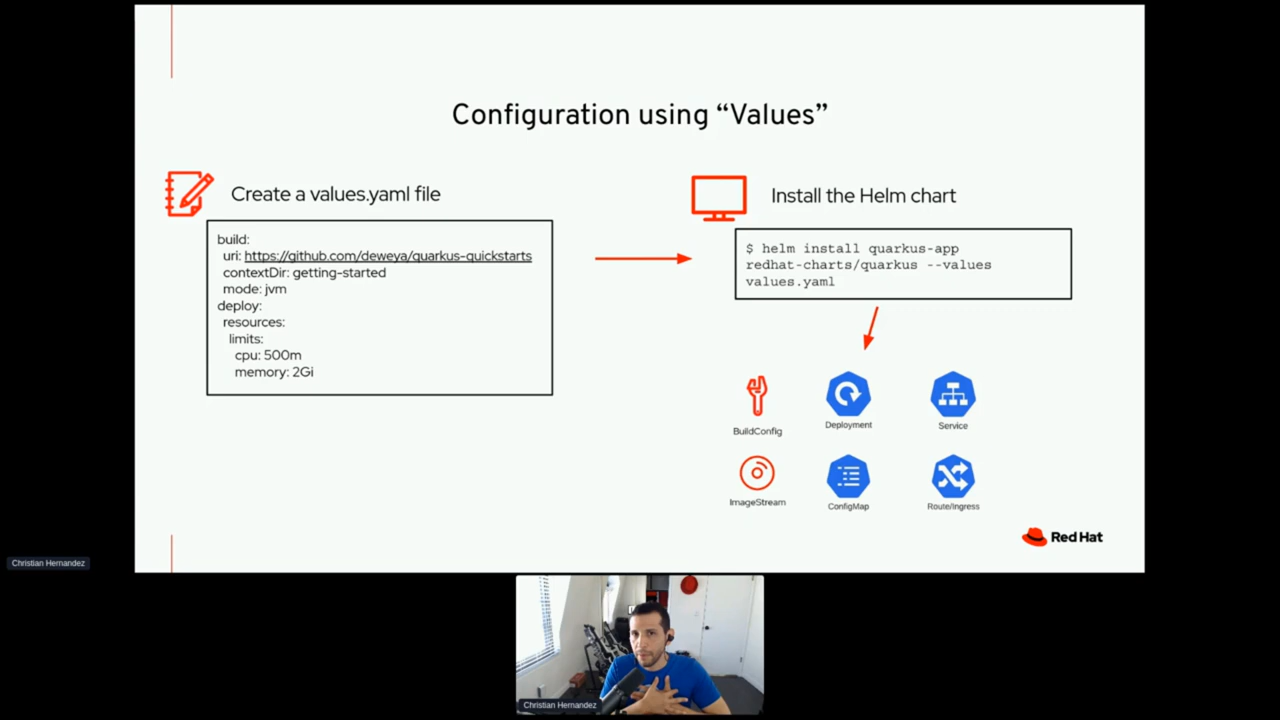 Configuration using “Values”
Create a values.yaml file
build:
uri: https://github.com/deweya/quarkus-quickstarts
contextDir: getting-started
mode: jvm
deploy:
resources:
limits:
cpu: 500m
memory: 2Gi
Install the Helm chart
$ helm install quarkus-app
redhat-charts/quarkus --values
values.yaml
BuildConfig
Deployment
Service
ImageStream
ConfigMap
Route/Ingress
Red Hat
Christian Hernandez
Christian Hernandez